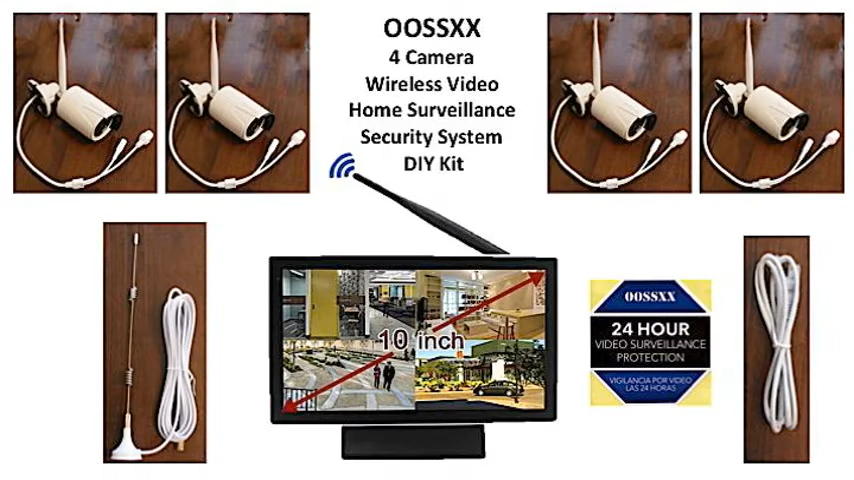 OOSSXX
4 Camera
Wireless Video
Home Surveillance
Security System
DIY Kit
10 inch
OOSSXX
24 HOUR
VIDEO SURVEILLANCE
PROTECTION
VIGILANCIA POR VIDEO
LAS 24 HORAS